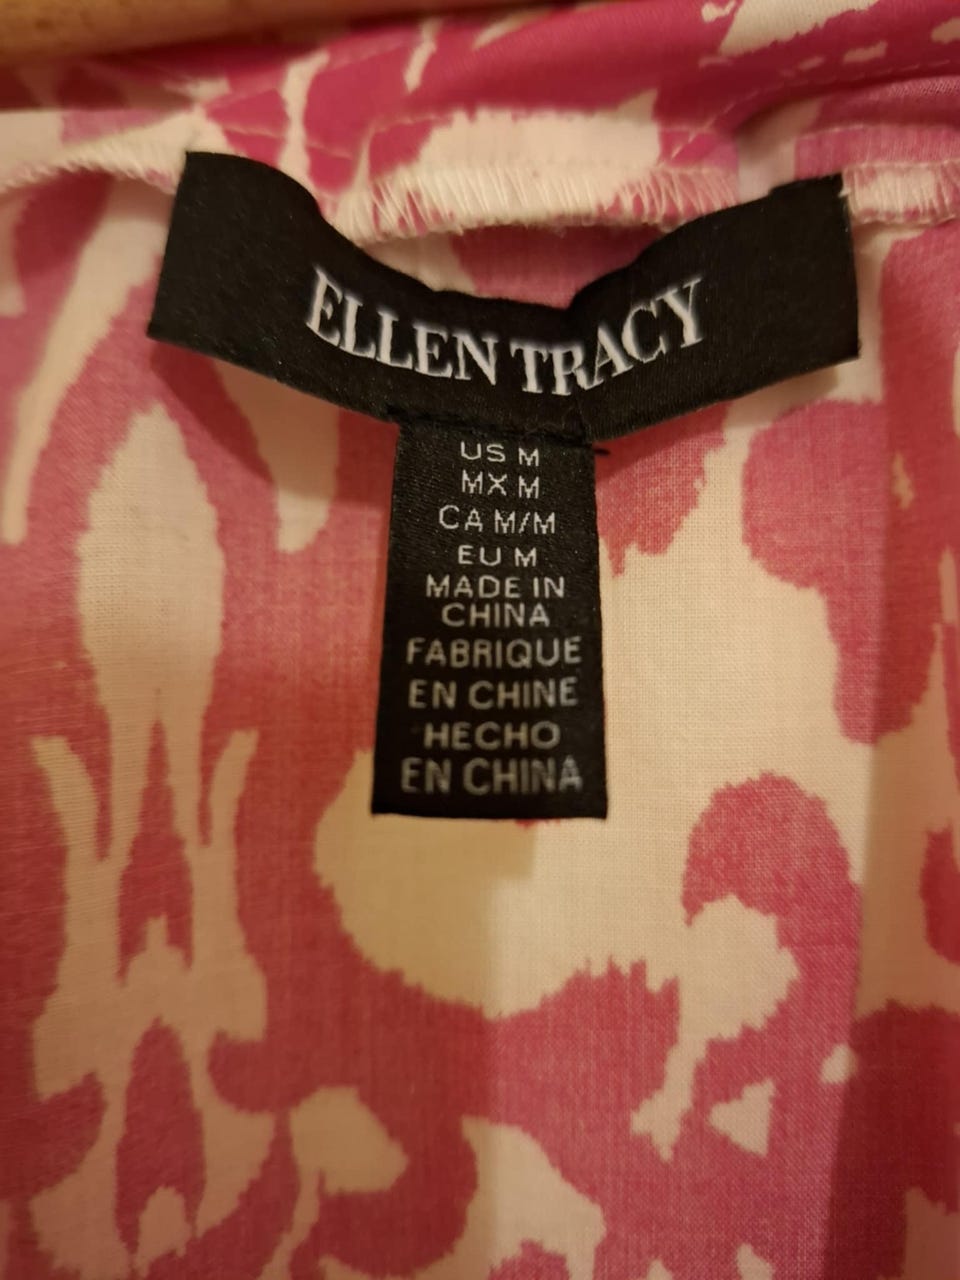 ELLEN TRACY
US M
MX M
CA M/M
EU M
MADE IN
CHINA
FABRIQUE
EN CHINE
HECHO
EN CHINA